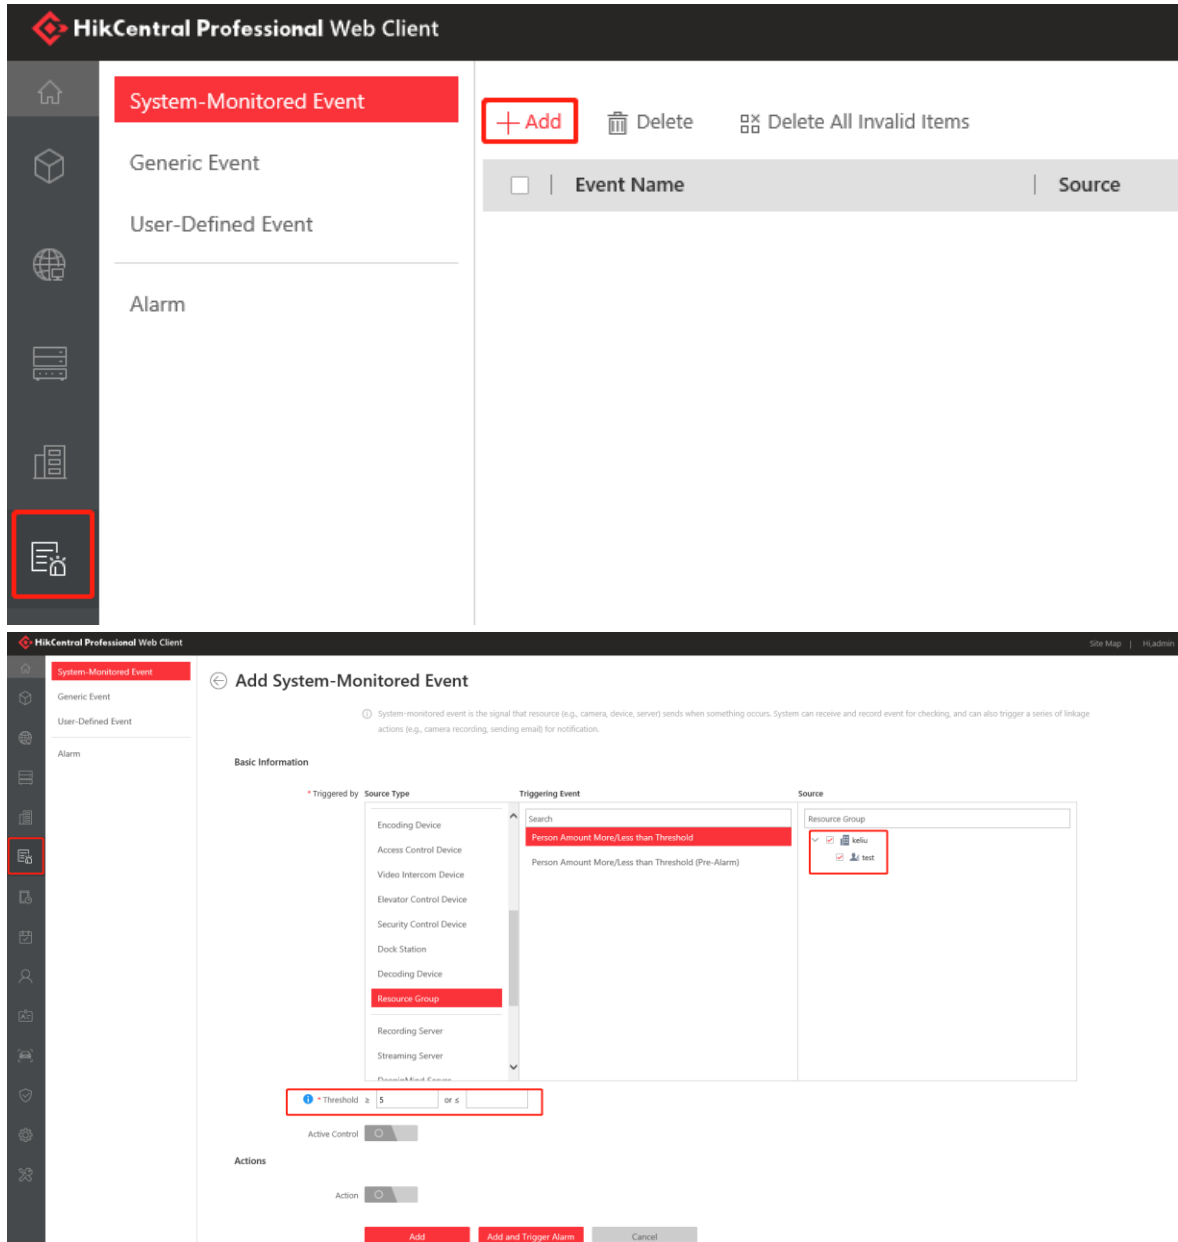 HikCentral Professional Web Client
System-Monitored Event
Generic Event
User-Defined Event
Alarm
Add
Delete
Delete All Invalid Items
Event Name
Source
HikCentral Professional Web Client
Site Map | Hi,admin
System-Monitored Event
Generic Event
User-Defined Event
Alarm
Add System-Monitored Event
System-monitored event is the signal that resource (e.g., camera, device, server) sends when something occurs. System can receive and record event for checking, and can also trigger a series of linkage
actions (e.g., camera recording, sending email) for notification.
Basic Information
* Triggered by
Source Type
Encoding Device
Access Control Device
Video Intercom Device
Elevator Control Device
Security Control Device
Dock Station
Decoding Device
Resource Group
Recording Server
Streaming Server
DeepinMind Server
Triggering Event
Search
Person Amount More/Less than Threshold
Person Amount More/Less than Threshold (Pre-Alarm)
Source
Resource Group
keliu
test
* Threshold ≥ 5 or ≤
Active Control
Actions
Action
Add
Add and Trigger Alarm
Cancel